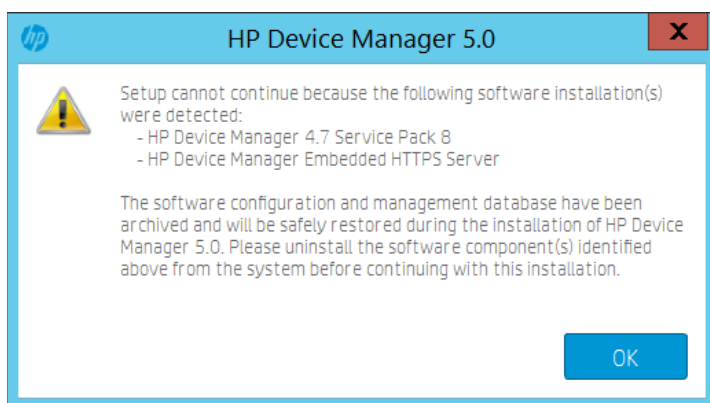 hp
HP Device Manager 5.0
X
Setup cannot continue because the following software installation(s)
were detected:
- HP Device Manager 4.7 Service Pack 8
- HP Device Manager Embedded HTTPS Server
The software configuration and management database have been
archived and will be safely restored during the installation of HP Device
Manager 5.0. Please uninstall the software component(s) identified
above from the system before continuing with this installation.
OK